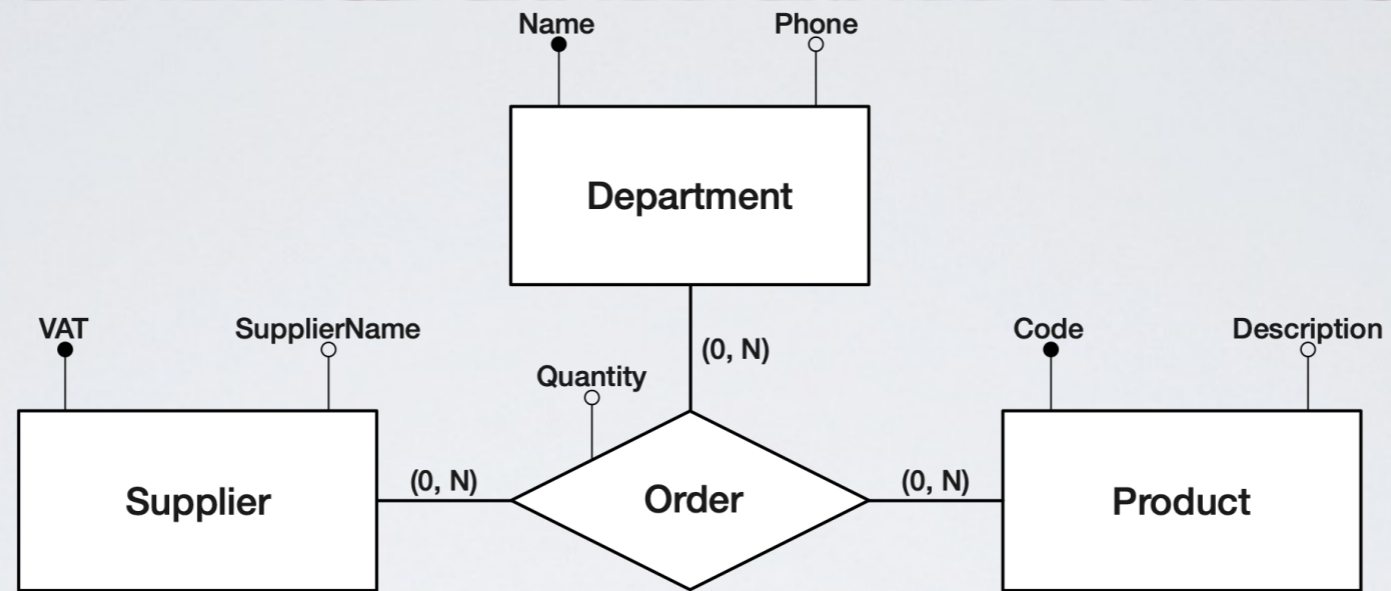 Name
Phone
Department
VAT
SupplierName
(0, N)
Code
Description
Quantity
Supplier
(0, N)
Order
(0, N)
Product